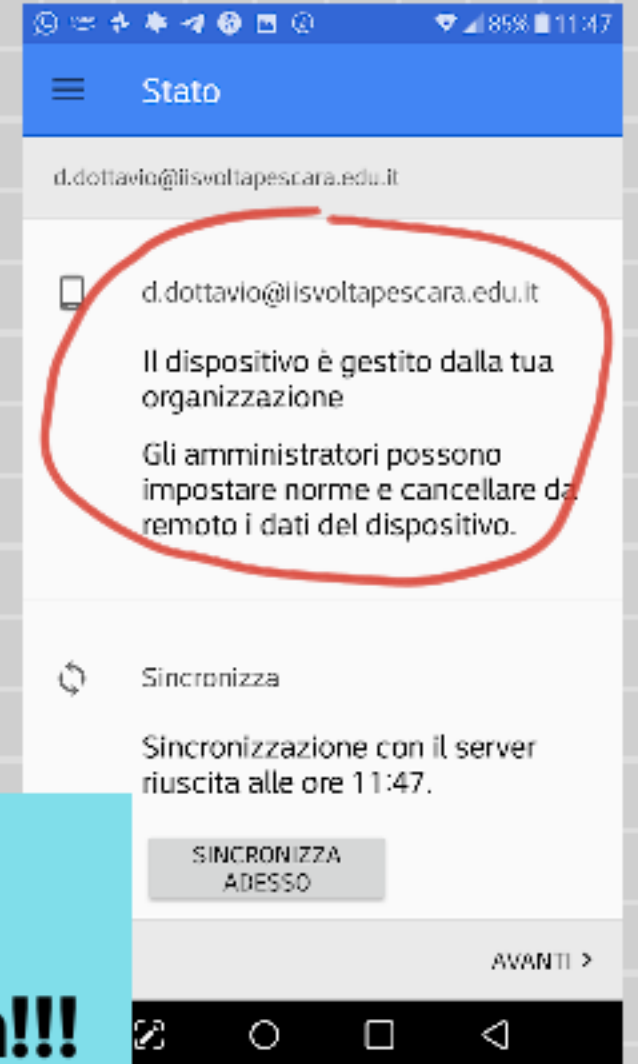 85% 11:47
Stato
d.dottavio@iisvoltapescara.edu.it
d.dottavio@iisvoltapescara.edu.it
Il dispositivo è gestito dalla tua
organizzazione
Gli amministratori possono
impostare norme e cancellare da
remoto i dati del dispositivo.
Sincronizza
Sincronizzazione con il server
riuscita alle ore 11:47.
SINCRONIZZA
ADESSO
AVANTI >
!!!